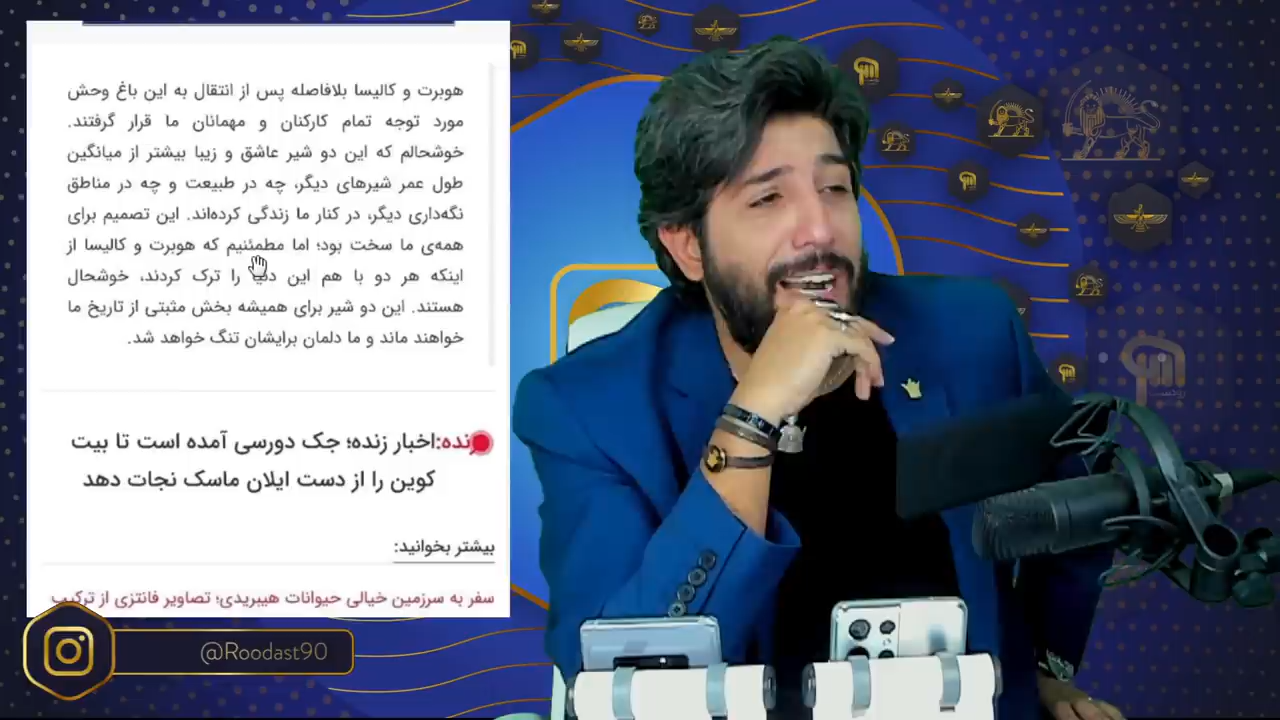 هوبرت و کالیسا بلافاصله پس از انتقال به این باغ وحش
مورد توجه تمام کارکنان و مهمانان ما قرار گرفتند.
خوشحالم که این دو شیر عاشق و زیبا بیشتر از میانگین
طول عمر شیرهای دیگر، چه در طبیعت و چه در مناطق
نگه‌داری دیگر، در کنار ما زندگی کرده‌اند. این تصمیم برای
همه‌ی ما سخت بود؛ اما مطمئنیم که هوبرت و کالیسا از
اینکه هر دو با هم این دنیا را ترک کردند، خوشحال
هستند. این دو شیر برای همیشه بخش مثبتی از تاریخ ما
خواهند ماند و ما دلمان برایشان تنگ خواهد شد.
زنده:اخبار زنده؛ جک دورسی آمده است تا بیت
کوین را از دست ایلان ماسک نجات دهد
بیشتر بخوانید:
سفر به سرزمین خیالی حیوانات هیبریدی؛ تصاویر فانتزی از ترکیب
@Roodast90